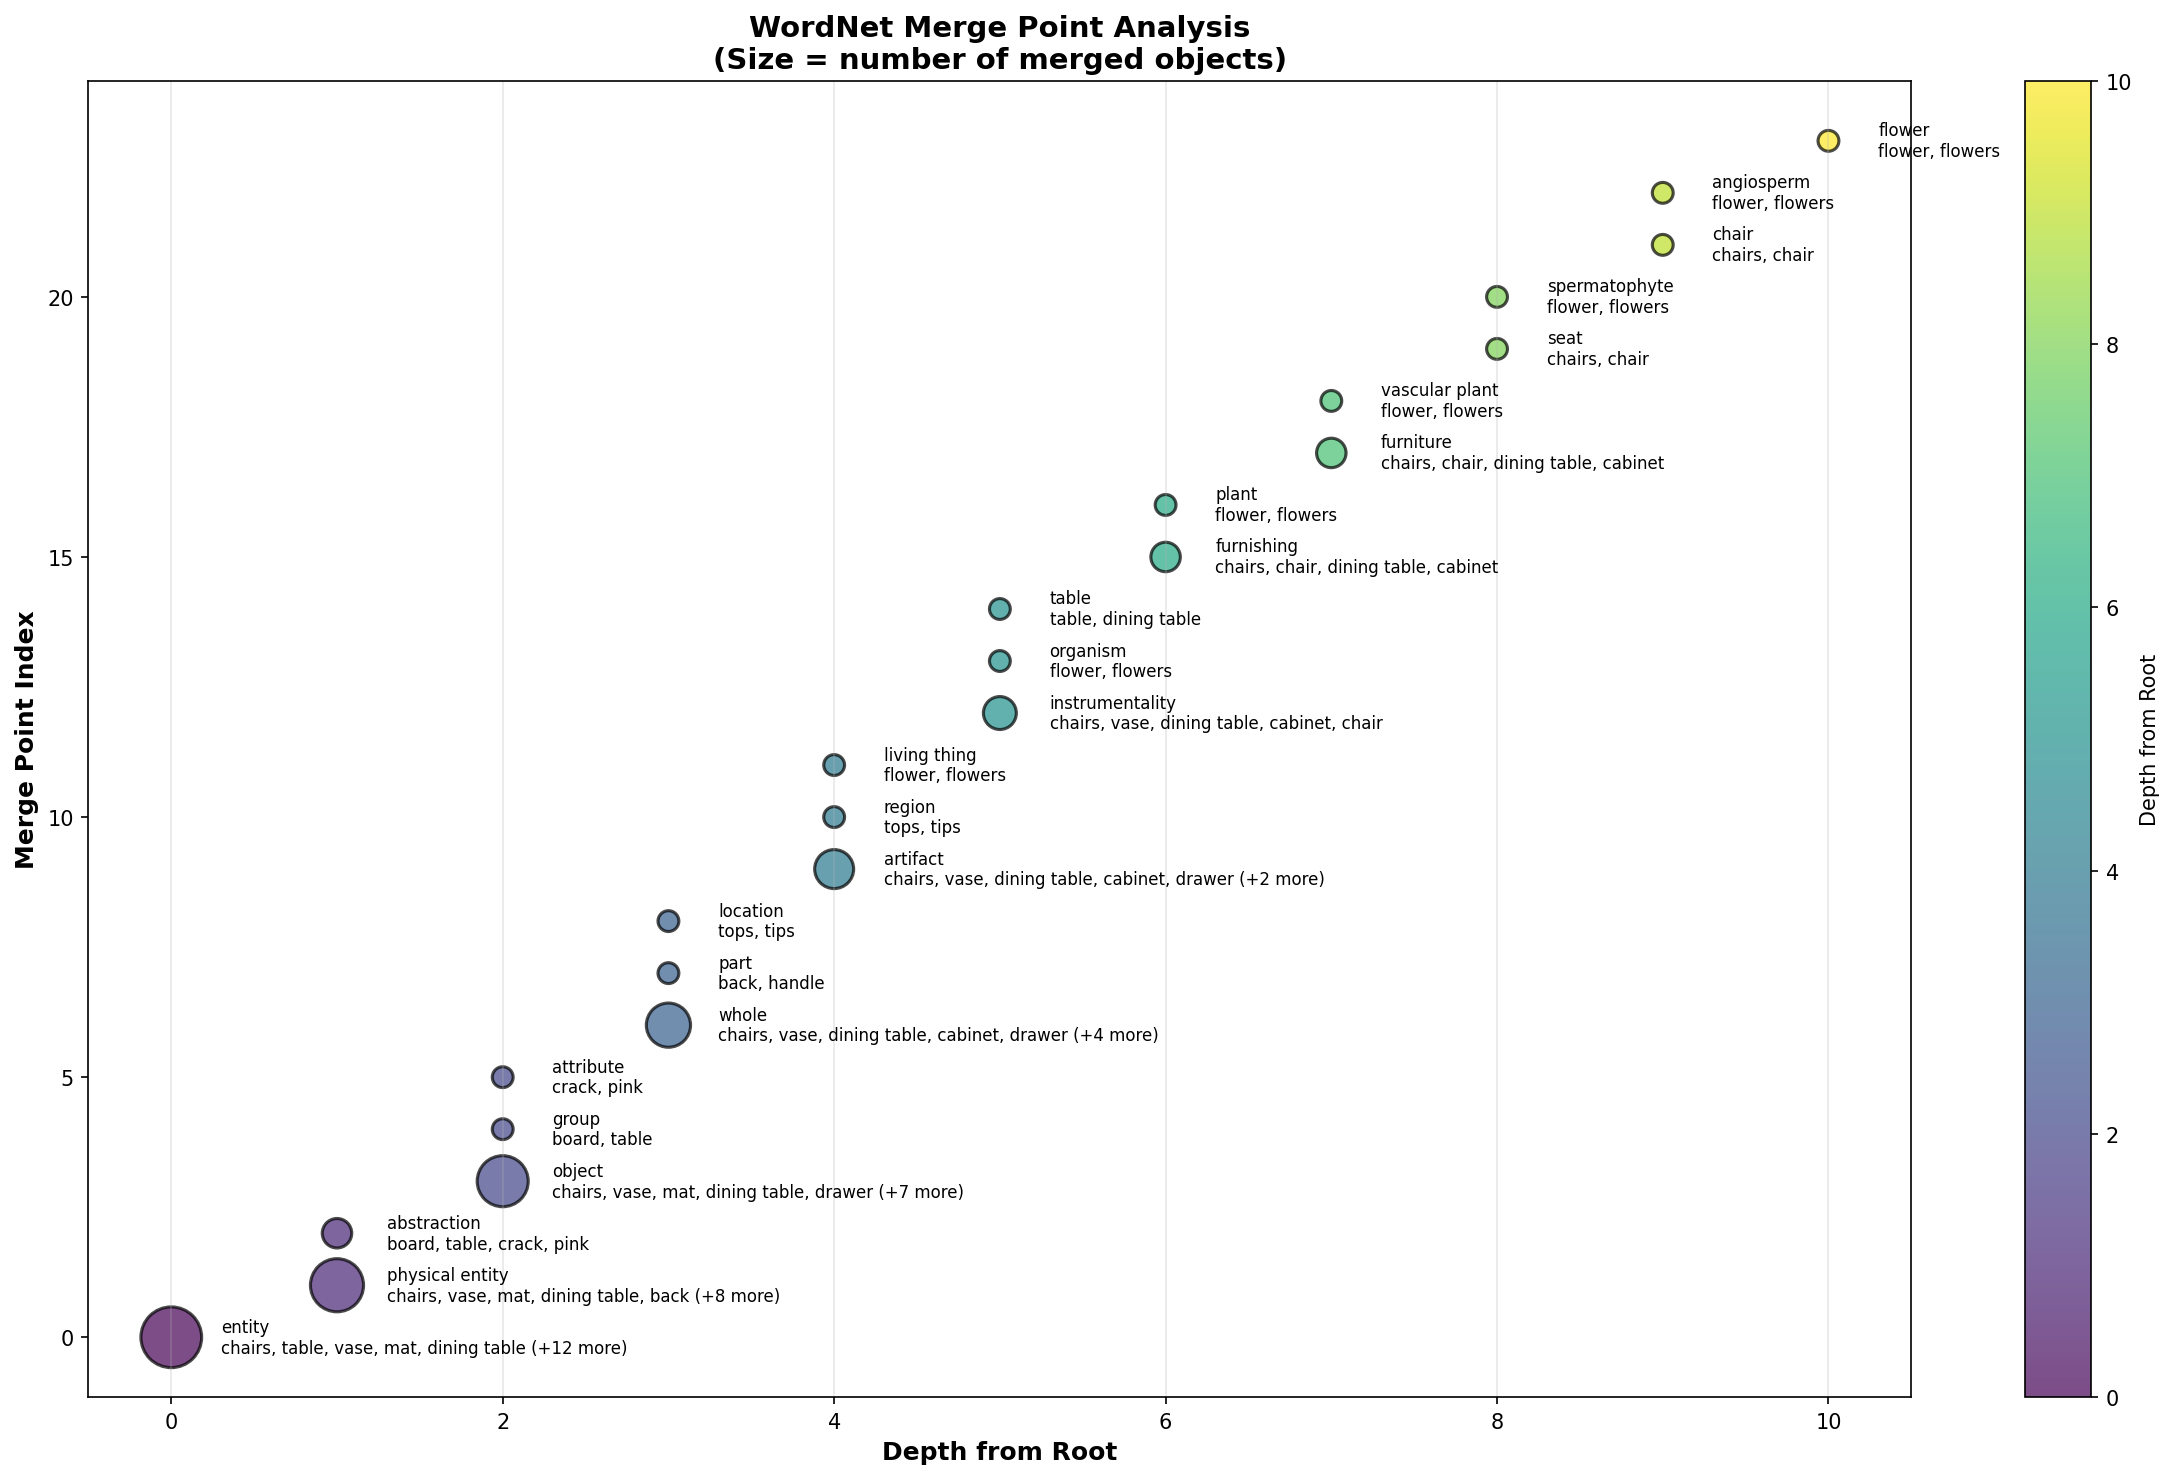 WordNet Merge Point Analysis
(Size = number of merged objects)
flower
flower, flowers
angiosperm
flower, flowers
chair
chairs, chair
spermatophyte
flower, flowers
seat
chairs, chair
vascular plant
flower, flowers
furniture
chairs, chair, dining table, cabinet
plant
flower, flowers
furnishing
chairs, chair, dining table, cabinet
table
table, dining table
organism
flower, flowers
instrumentality
chairs, vase, dining table, cabinet, chair
living thing
flower, flowers
region
tops, tips
artifact
chairs, vase, dining table, cabinet, drawer (+2 more)
location
tops, tips
part
back, handle
whole
chairs, vase, dining table, cabinet, drawer (+4 more)
attribute
crack, pink
group
board, table
object
chairs, vase, mat, dining table, drawer (+7 more)
abstraction
board, table, crack, pink
physical entity
chairs, vase, mat, dining table, back (+8 more)
entity
chairs, table, vase, mat, dining table (+12 more)
Merge Point Index
20
15
10
5
0
0
2
4
6
8
10
Depth from Root
10
8
6
4
2
0
Depth from Root